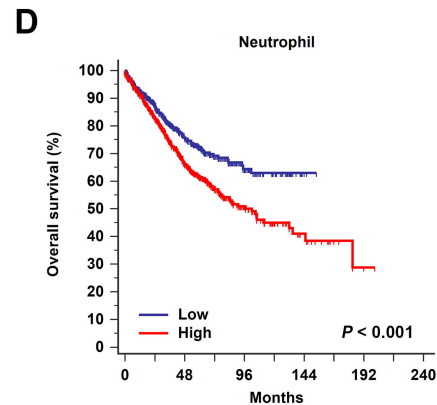 D
Neutrophil
Overall survival (%)
100
90
80
70
60
50
40
30
20
10
0
Low
High
P < 0.001
0 48 96 144 192 240
Months